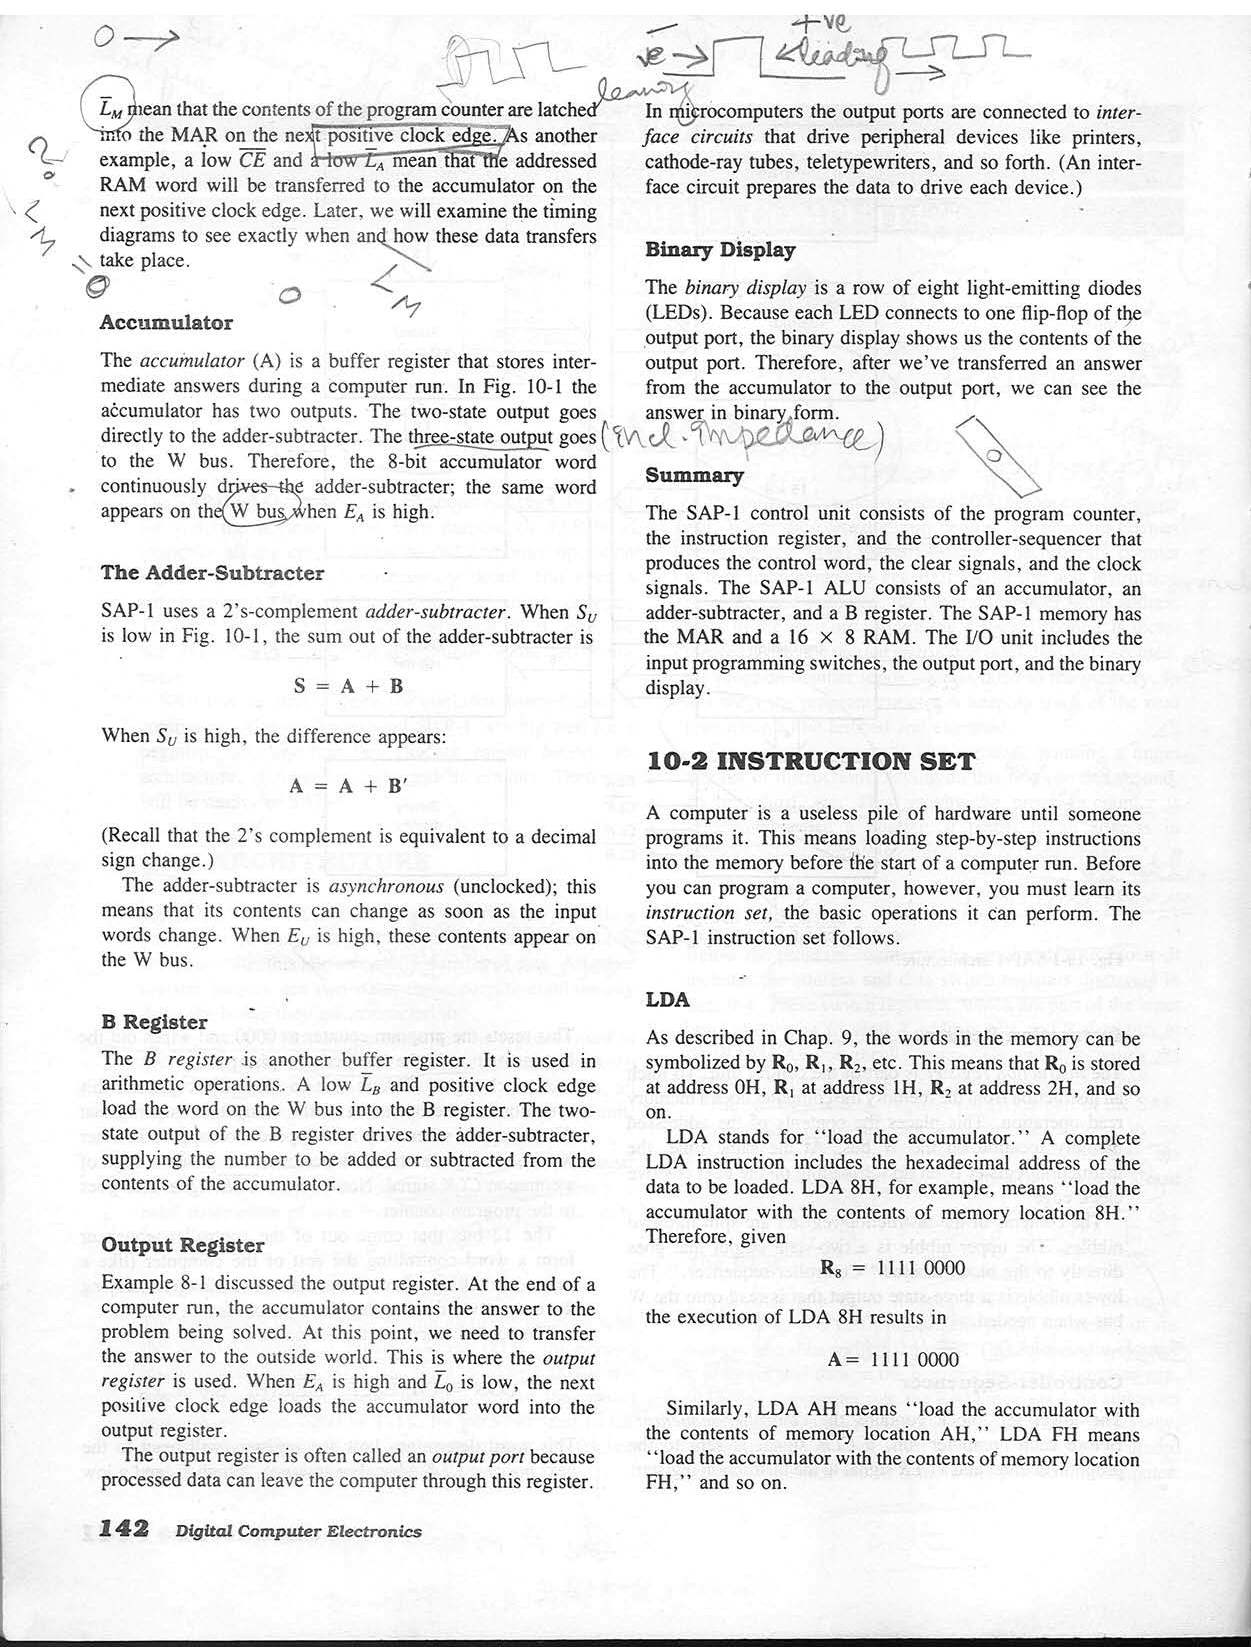 +ve
-ve → ← leading →
leaning
O →
L̄M mean that the contents of the program counter are latched
into the MAR on the next positive clock edge. As another
example, a low C̅E̅ and a low L̄A mean that the addressed
RAM word will be transferred to the accumulator on the
next positive clock edge. Later, we will examine the timing
diagrams to see exactly when and how these data transfers
take place.
?
LM = 0
0
LM
Accumulator
The accumulator (A) is a buffer register that stores inter-
mediate answers during a computer run. In Fig. 10-1 the
accumulator has two outputs. The two-state output goes
directly to the adder-subtracter. The three-state output goes
to the W bus. Therefore, the 8-bit accumulator word
continuously drives the adder-subtracter; the same word
appears on the W bus when EA is high.
(incl. impedance)
The Adder-Subtracter
SAP-1 uses a 2's-complement adder-subtracter. When SU
is low in Fig. 10-1, the sum out of the adder-subtracter is
S = A + B
When SU is high, the difference appears:
A = A + B'
(Recall that the 2's complement is equivalent to a decimal
sign change.)
The adder-subtracter is asynchronous (unclocked); this
means that its contents can change as soon as the input
words change. When EU is high, these contents appear on
the W bus.
B Register
The B register is another buffer register. It is used in
arithmetic operations. A low L̄B and positive clock edge
load the word on the W bus into the B register. The two-
state output of the B register drives the adder-subtracter,
supplying the number to be added or subtracted from the
contents of the accumulator.
Output Register
Example 8-1 discussed the output register. At the end of a
computer run, the accumulator contains the answer to the
problem being solved. At this point, we need to transfer
the answer to the outside world. This is where the output
register is used. When EA is high and L̄O is low, the next
positive clock edge loads the accumulator word into the
output register.
The output register is often called an output port because
processed data can leave the computer through this register.
In microcomputers the output ports are connected to inter-
face circuits that drive peripheral devices like printers,
cathode-ray tubes, teletypewriters, and so forth. (An inter-
face circuit prepares the data to drive each device.)
Binary Display
The binary display is a row of eight light-emitting diodes
(LEDs). Because each LED connects to one flip-flop of the
output port, the binary display shows us the contents of the
output port. Therefore, after we've transferred an answer
from the accumulator to the output port, we can see the
answer in binary form.
Summary
The SAP-1 control unit consists of the program counter,
the instruction register, and the controller-sequencer that
produces the control word, the clear signals, and the clock
signals. The SAP-1 ALU consists of an accumulator, an
adder-subtracter, and a B register. The SAP-1 memory has
the MAR and a 16 × 8 RAM. The I/O unit includes the
input programming switches, the output port, and the binary
display.
10-2 INSTRUCTION SET
A computer is a useless pile of hardware until someone
programs it. This means loading step-by-step instructions
into the memory before the start of a computer run. Before
you can program a computer, however, you must learn its
instruction set, the basic operations it can perform. The
SAP-1 instruction set follows.
LDA
As described in Chap. 9, the words in the memory can be
symbolized by R0, R1, R2, etc. This means that R0 is stored
at address 0H, R1 at address 1H, R2 at address 2H, and so
on.
LDA stands for "load the accumulator." A complete
LDA instruction includes the hexadecimal address of the
data to be loaded. LDA 8H, for example, means "load the
accumulator with the contents of memory location 8H."
Therefore, given
R8 = 1111 0000
the execution of LDA 8H results in
A = 1111 0000
Similarly, LDA AH means "load the accumulator with
the contents of memory location AH," LDA FH means
"load the accumulator with the contents of memory location
FH," and so on.
142 Digital Computer Electronics